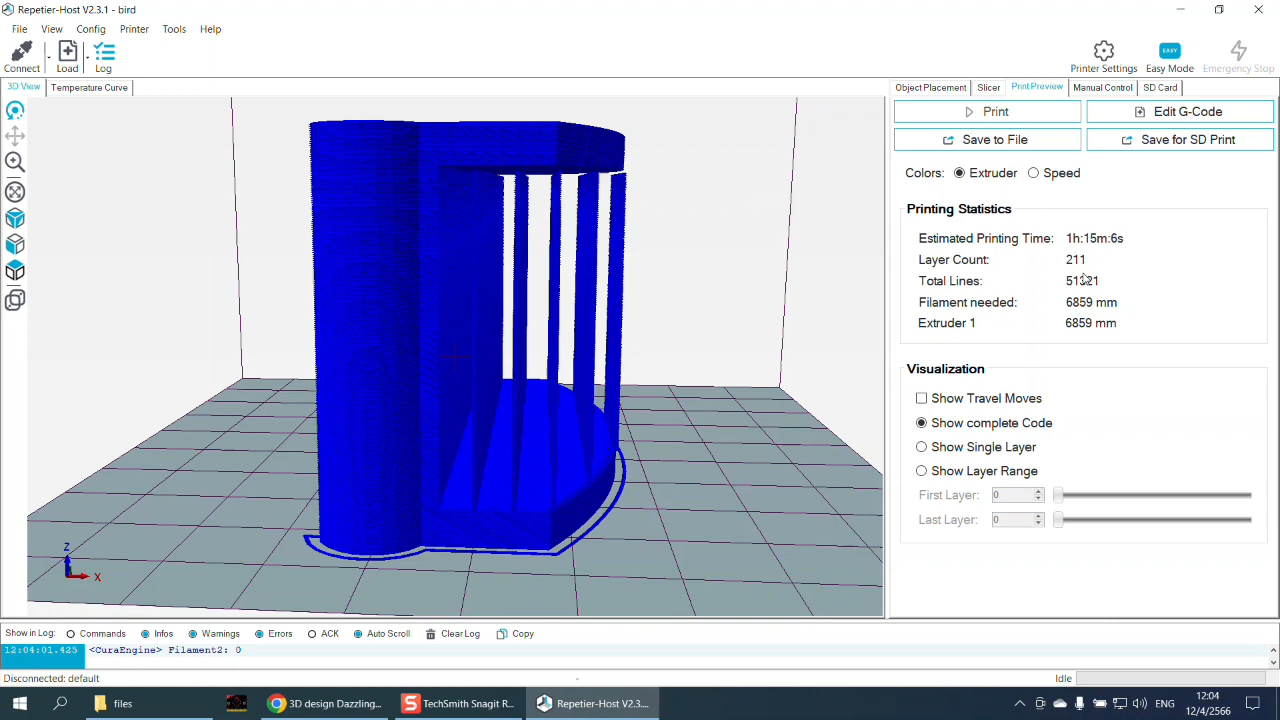 Repetier-Host V2.3.1 - bird
File View Config Printer Tools Help
Connect Load Log Printer Settings Easy Mode Emergency Stop
EASY
3D View Temperature Curve Object Placement Slicer Print Preview Manual Control SD Card
Print Edit G-Code
Save to File Save for SD Print
Colors: Extruder Speed
Printing Statistics
Estimated Printing Time: 1h:15m:6s
Layer Count: 211
Total Lines:
Filament needed: 6859 mm
Extruder 1 6859 mm
Visualization
Show Travel Moves
Show complete Code
Show Single Layer
Show Layer Range
First Layer: 0
Last Layer: 0
Z
X
Show in Log: Commands Infos Warnings Errors ACK Auto Scroll Clear Log Copy
12:04:01.425 <CuraEngine> Filament2: 0
Disconnected: default - Idle
files 3D design Dazzling... TechSmith Snagit R... Repetier-Host V2.3.... ENG 12:04
12/4/2566